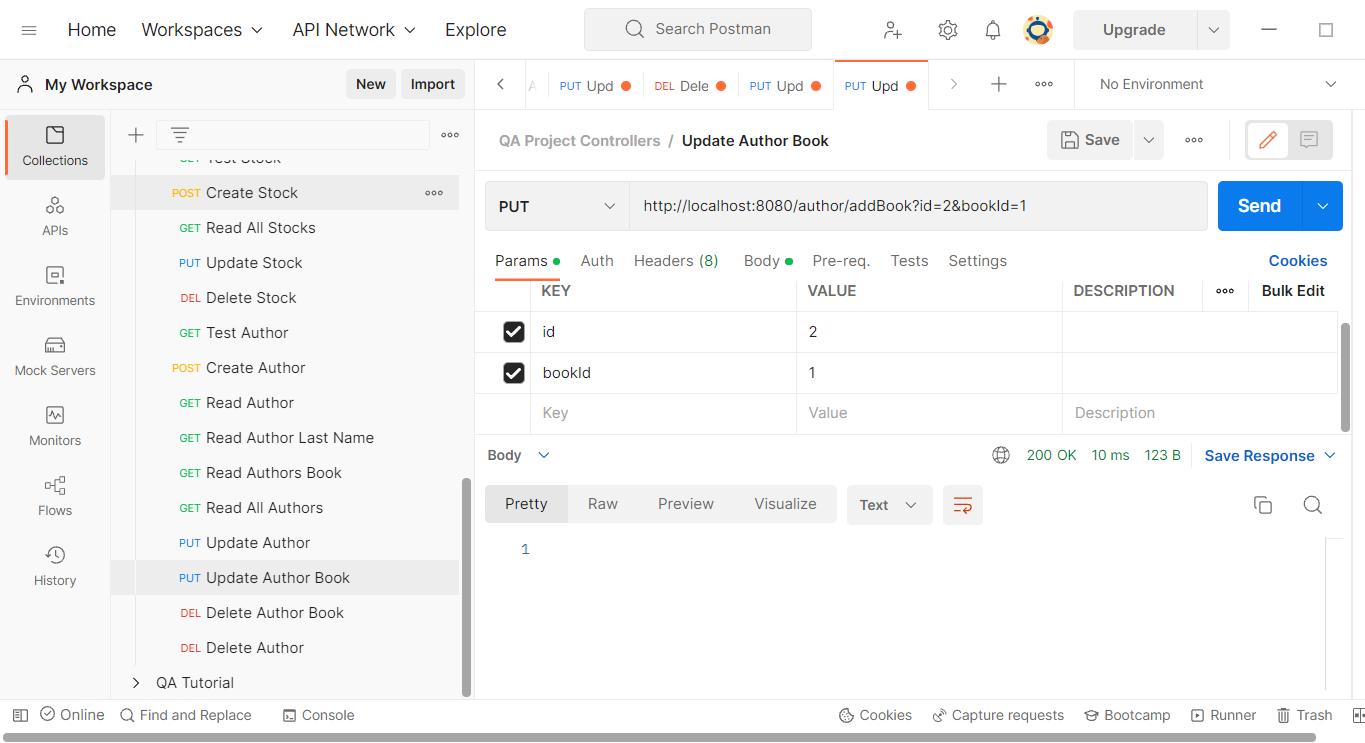 Home Workspaces API Network Explore Search Postman Upgrade
My Workspace New Import
PUT Upd DEL Dele PUT Upd PUT Upd No Environment
Collections
APIs
Environments
Mock Servers
Monitors
Flows
History
GET Test Stock
POST Create Stock
GET Read All Stocks
PUT Update Stock
DEL Delete Stock
GET Test Author
POST Create Author
GET Read Author
GET Read Author Last Name
GET Read Authors Book
GET Read All Authors
PUT Update Author
PUT Update Author Book
DEL Delete Author Book
DEL Delete Author
QA Tutorial
QA Project Controllers / Update Author Book Save
PUT http://localhost:8080/author/addBook?id=2&bookId=1 Send
Params Auth Headers (8) Body Pre-req. Tests Settings Cookies
KEY VALUE DESCRIPTION Bulk Edit
id 2
bookId 1
Key Value Description
Body 200 OK 10 ms 123 B Save Response
Pretty Raw Preview Visualize Text
1
Online Find and Replace Console Cookies Capture requests Bootcamp Runner Trash